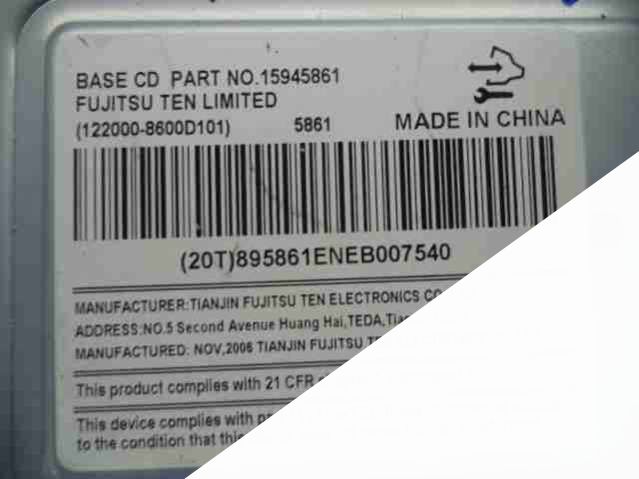 BASE CD PART NO.15945861
FUJITSU TEN LIMITED
(122000-8600D101) 5861 MADE IN CHINA
(20T)895861ENEB007540
MANUFACTURER:TIANJIN FUJITSU TEN ELECTRONICS
ADDRESS:NO.5 Second Avenue Huang Hai,TEDA,
MANUFACTURED: NOV,2006 TIANJIN FUJITSU
This product complies with 21 CFR
This device complies with
to the condition that